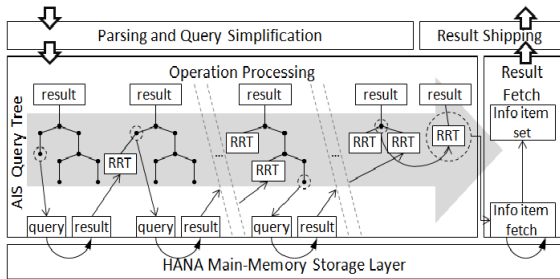 Parsing and Query Simplification
Result Shipping
Operation Processing
Result
Fetch
AIS Query Tree
result
result
result
result
RRT
...
RRT
RRT
...
RRT
RRT
RRT
Info item
set
query
result
query
result
query
result
Info item
fetch
HANA Main-Memory Storage Layer